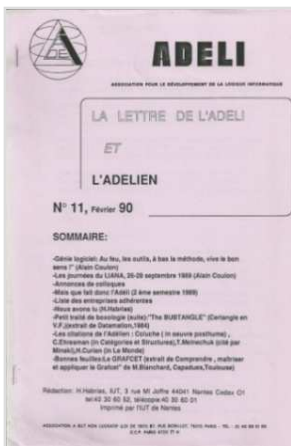 ADELI
ASSOCIATION POUR LE DÉVELOPPEMENT DE LA LOGIQUE INFORMATIQUE
LA LETTRE DE L'ADELI
ET
L'ADELIEN
N° 11, Février 90
SOMMAIRE:
-Génie logiciel: Au feu, les outils, à bas la méthode, vive le bon
sens !" (Alain Coulon)
-Les journées du LIANA, 26-28 septembre 1989 (Alain Coulon)
-Annonces de colloques
-Mais que fait donc l'Adéli (2 ème semestre 1989)
-Liste des entreprises adhérentes
-Nous avons lu (H.Habrias)
-Petit traité de boxologie (suite):"The BUSTANGLE" (Certangle en
V.F.,(extrait de Datamation,1984)
-Les citations de l'Adélien : Coluche ( in oeuvre posthume) ,
C.Ehresman (in Catégories et Structures),T.Meinechuk (cité par
Minski),H.Curien (in Le Monde)
-Bonnes feuilles:Le GRAFCET (extrait de Comprendre , maîtriser
et appliquer le Grafcet" de M.Blanchard, Capadues,Toulouse)
Rédaction: H.Habrias, IUT, 3 rue Ml Joffre 44041 Nantes Cedex 01
tel:40 30 60 52, télécopie:40 30 60 01
Imprimé par l'IUT de Nantes